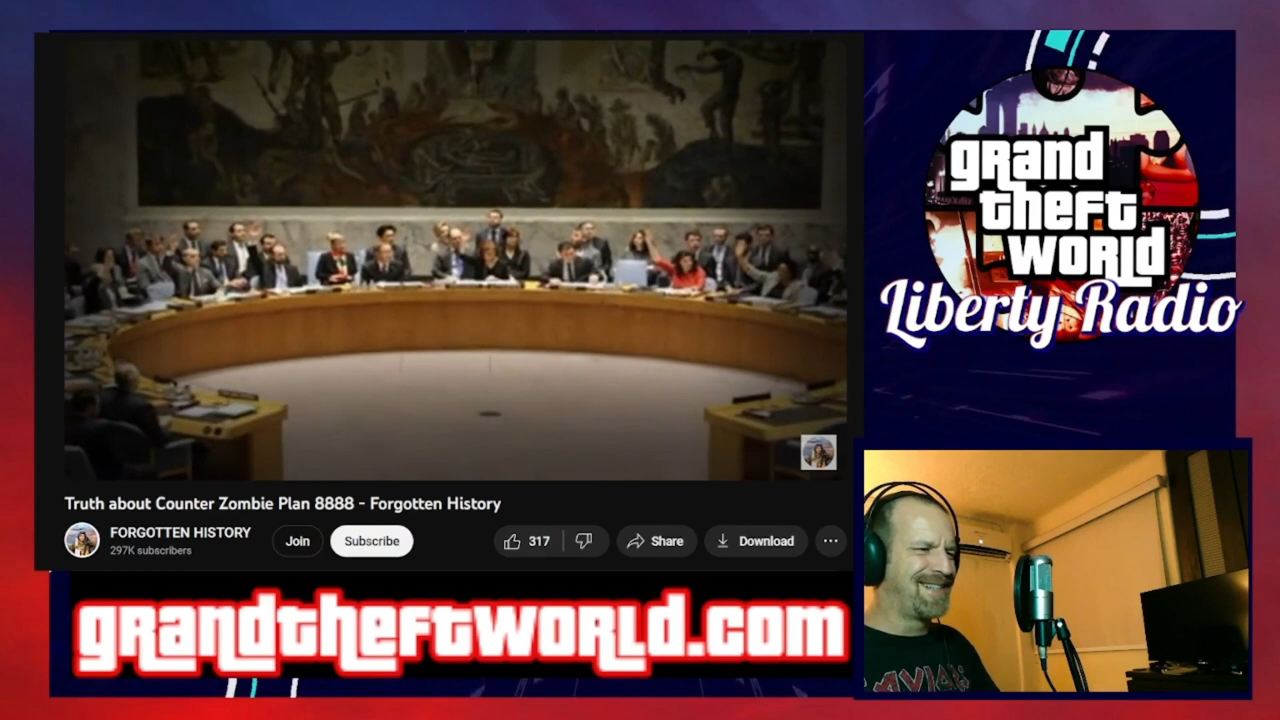 grand
theft
world
Liberty Radio
Truth about Counter Zombie Plan 8888 - Forgotten History
FORGOTTEN HISTORY
297K subscribers
Join
Subscribe
317
Share
Download
grandtheftworld.com